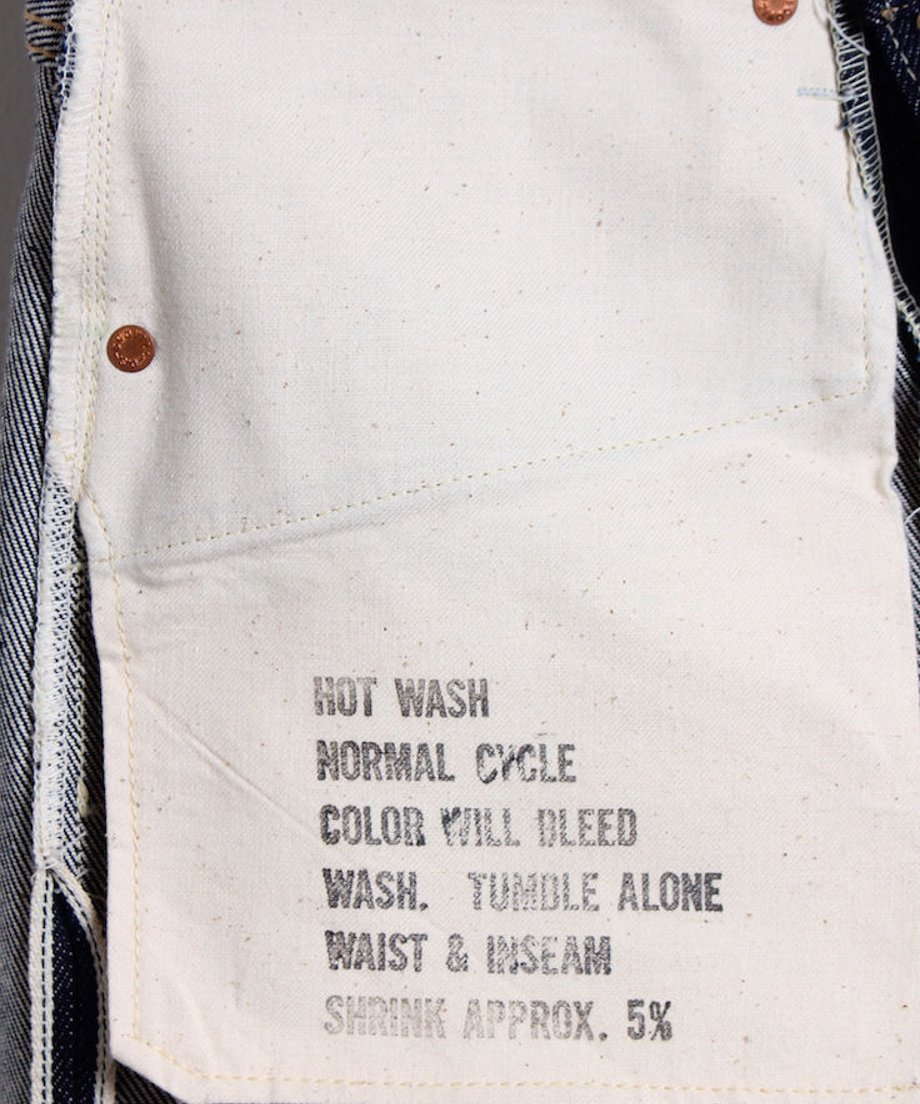 HOT WASH
NORMAL CYCLE
COLOR WILL BLEED
WASH. TUMBLE ALONE
WAIST & INSEAM
SHRINK APPROX. 5%